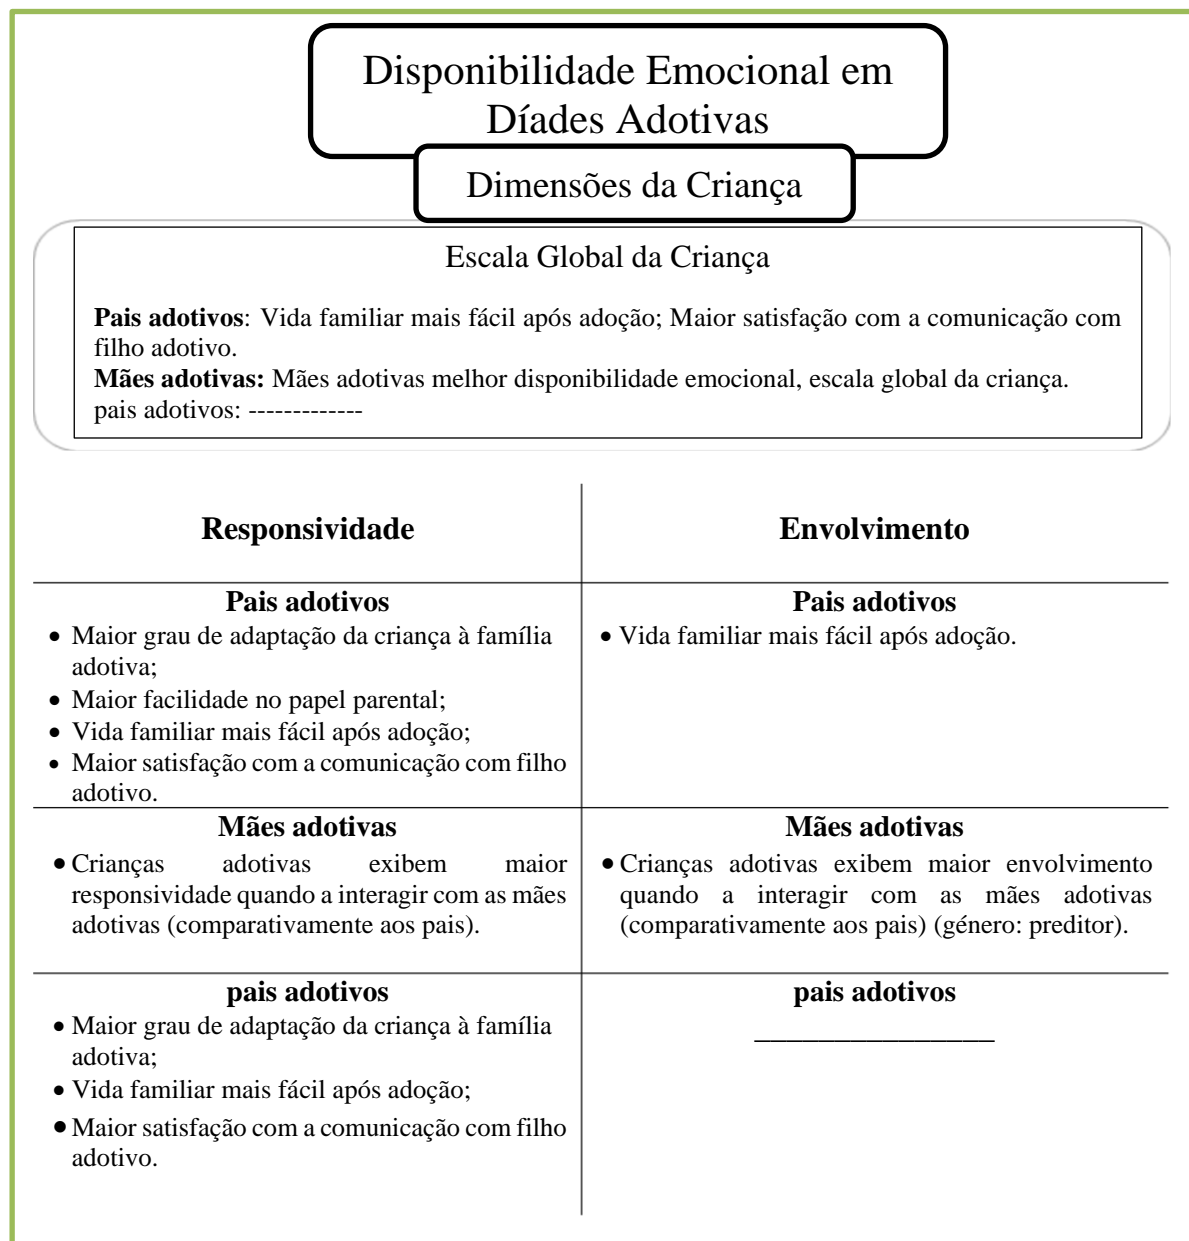 Disponibilidade Emocional em
Díades Adotivas
Dimensões da Criança
Escala Global da Criança
Pais adotivos: Vida familiar mais fácil após adoção; Maior satisfação com a comunicação com
filho adotivo.
Mães adotivas: Mães adotivas melhor disponibilidade emocional, escala global da criança.
pais adotivos: -------------
Responsividade
Envolvimento
Pais adotivos
• Maior grau de adaptação da criança à família
adotiva;
• Maior facilidade no papel parental;
• Vida familiar mais fácil após adoção;
• Maior satisfação com a comunicação com filho
adotivo.
Pais adotivos
• Vida familiar mais fácil após adoção.
Mães adotivas
• Crianças adotivas exibem maior
responsividade quando a interagir com as mães
adotivas (comparativamente aos pais).
Mães adotivas
• Crianças adotivas exibem maior envolvimento
quando a interagir com as mães adotivas
(comparativamente aos pais) (género: preditor).
pais adotivos
• Maior grau de adaptação da criança à família
adotiva;
• Vida familiar mais fácil após adoção;
• Maior satisfação com a comunicação com filho
adotivo.
pais adotivos
_______________